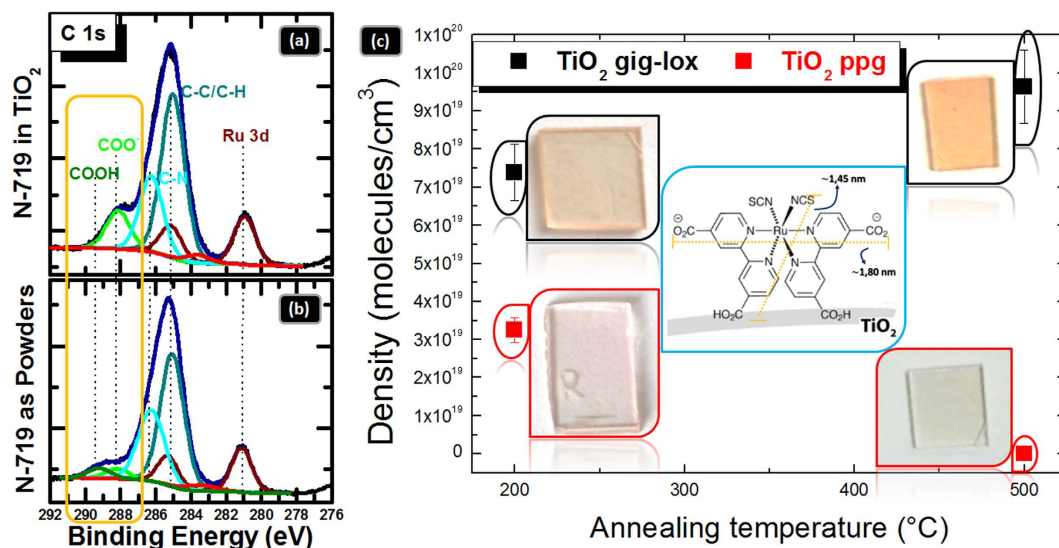 C 1s
(a)
N-719 in TiO2
COOH
COO-
C-N
C-C/C-H
Ru 3d
(b)
N-719 as Powders
292 290 288 286 284 282 280 278 276
Binding Energy (eV)
(c)
TiO2 gig-lox
TiO2 ppg
Density (molecules/cm3)
1x10^20
1x10^20
9x10^19
8x10^19
7x10^19
6x10^19
5x10^19
4x10^19
3x10^19
2x10^19
1x10^19
0
SCN
NCS
~1,45 nm
⊖
⊖
O2C
N
Ru
N
CO2
N
N
~1,80 nm
HO2C
CO2H
TiO2
200 300 400 500
Annealing temperature (°C)